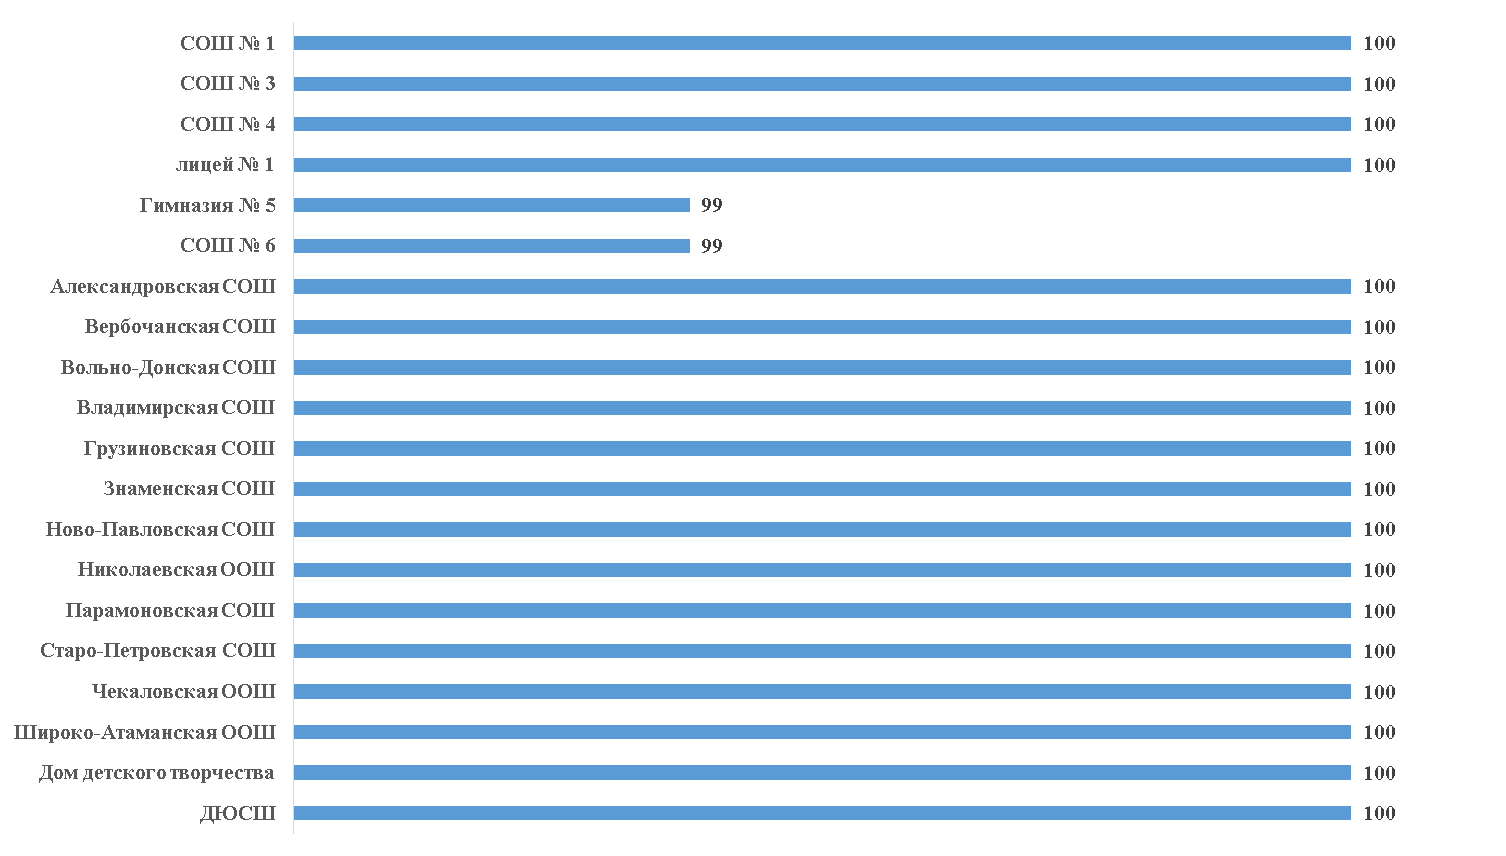 СОШ № 1 100
СОШ № 3 100
СОШ № 4 100
лицей № 1 100
Гимназия № 5 99
СОШ № 6 99
Александровская СОШ 100
Вербочанская СОШ 100
Вольно-Донская СОШ 100
Владимирская СОШ 100
Грузиновская СОШ 100
Знаменская СОШ 100
Ново-Павловская СОШ 100
Николаевская ООШ 100
Парамоновская СОШ 100
Старо-Петровская СОШ 100
Чекаловская ООШ 100
Широко-Атаманская ООШ 100
Дом детского творчества 100
ДЮСШ 100